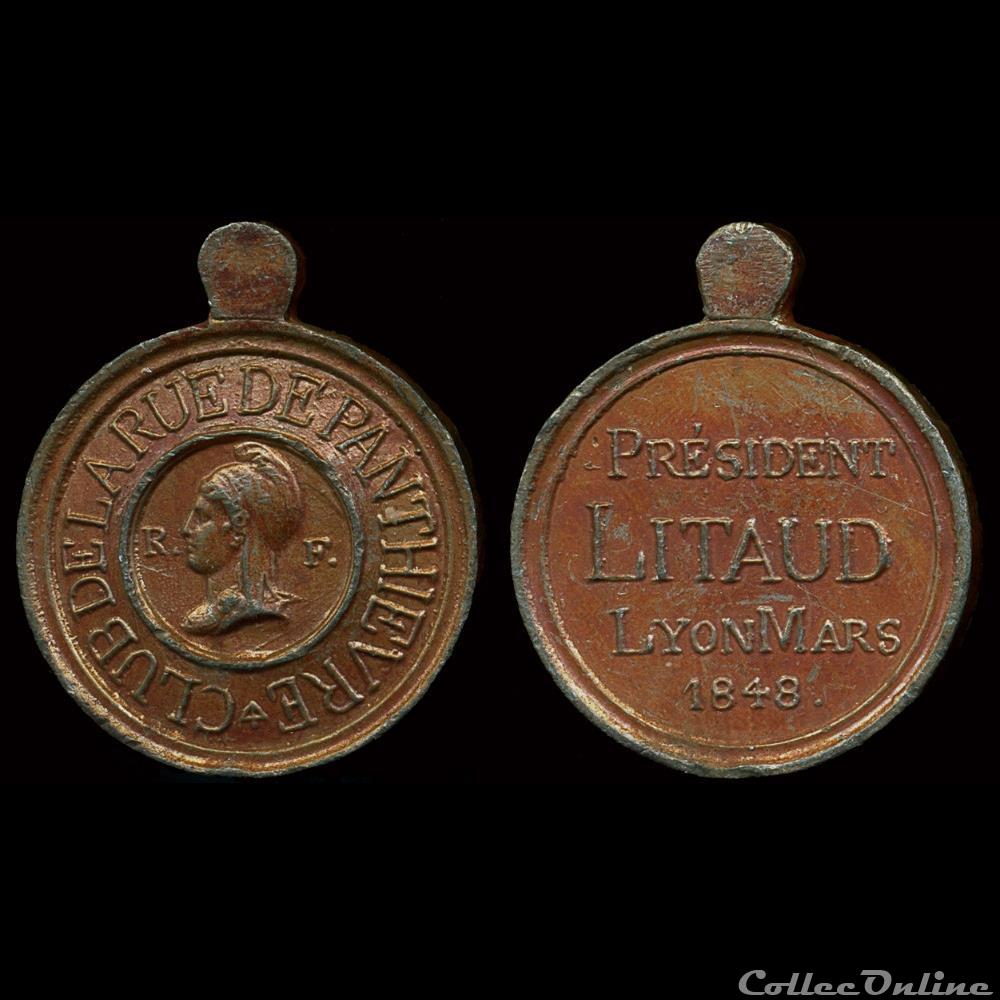 CLUB DE LA RUE DE PANTHIEVRE
R. F.
PRÉSIDENT
LITAUD
LYON MARS
1848.
CollecOnline